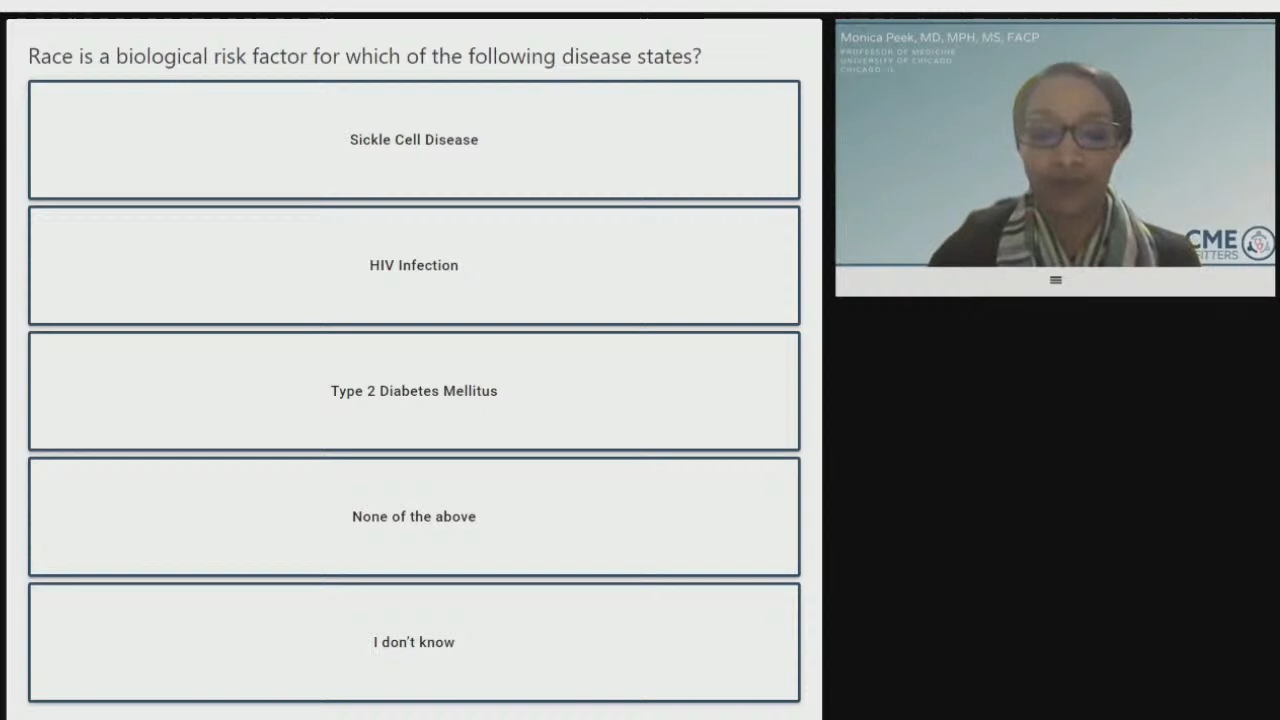 Race is a biological risk factor for which of the following disease states?
Sickle Cell Disease
HIV Infection
Type 2 Diabetes Mellitus
None of the above
I don't know
Monica Peek, MD, MPH, MS, FACP
PROFESSOR OF MEDICINE
UNIVERSITY OF CHICAGO
CHICAGO, IL
CME